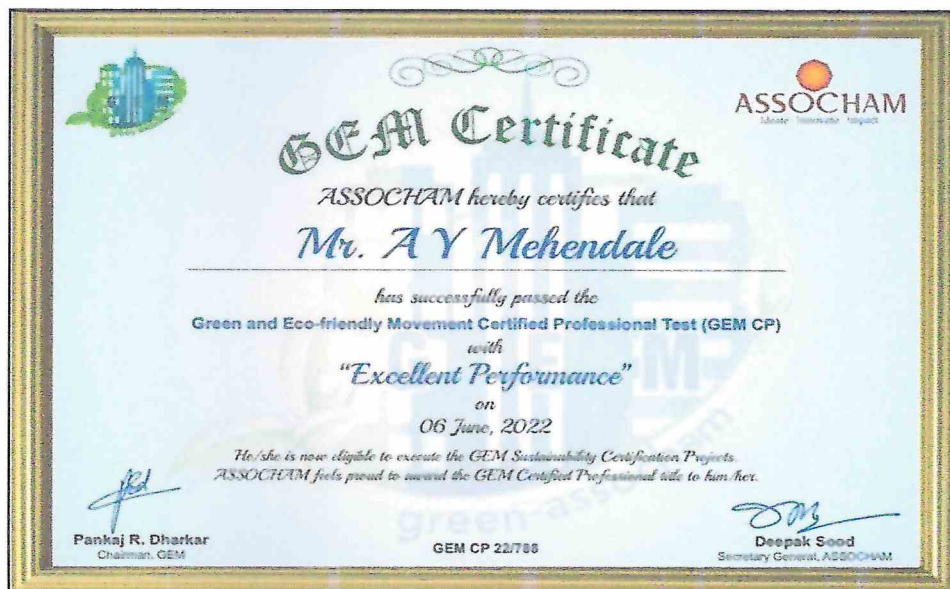 ASSOCHAM
Ideate Innovate Impact
GEM Certificate
ASSOCHAM hereby certifies that
Mr. A Y Mehendale
has successfully passed the
Green and Eco-friendly Movement Certified Professional Test (GEM CP)
with
"Excellent Performance"
on
06 June, 2022
He/she is now eligible to execute the GEM Sustainability Certification Projects.
ASSOCHAM feels proud to award the GEM Certified Professional title to him/her.
Pankaj R. Dharkar
Chairman, GEM
GEM CP 22/788
Deepak Sood
Secretary General, ASSOCHAM